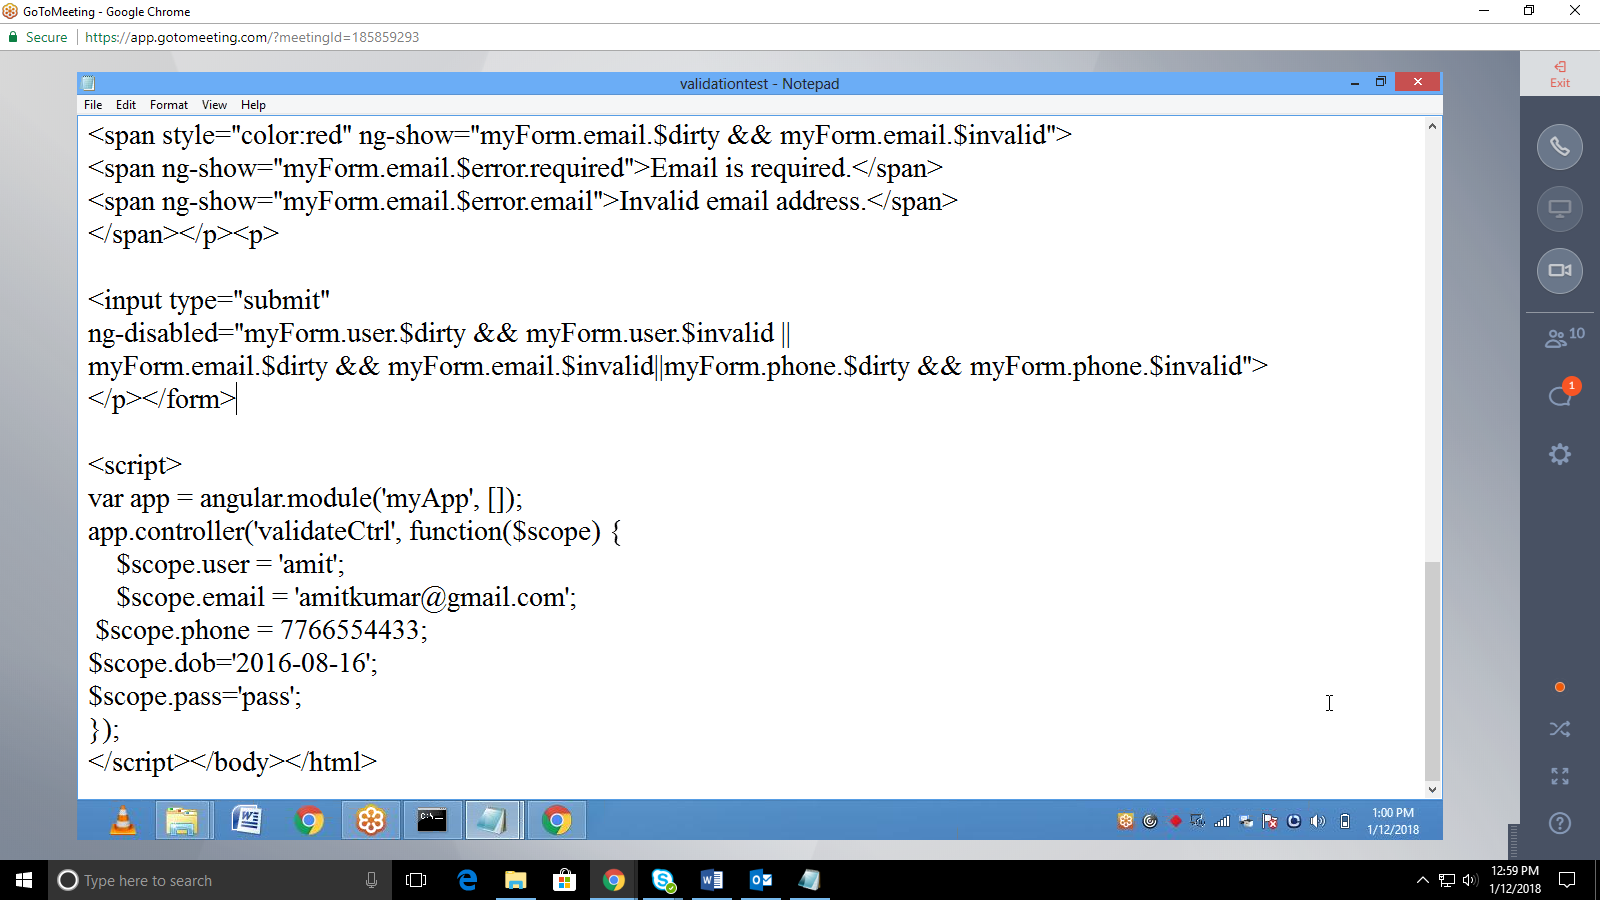 GoToMeeting - Google Chrome
Secure
https://app.gotomeeting.com/?meetingId=185859293
Exit
validationtest - Notepad
File Edit Format View Help
<span style="color:red" ng-show="myForm.email.$dirty && myForm.email.$invalid">
<span ng-show="myForm.email.$error.required">Email is required.</span>
<span ng-show="myForm.email.$error.email">Invalid email address.</span>
</span></p><p>
<input type="submit"
ng-disabled="myForm.user.$dirty && myForm.user.$invalid ||
myForm.email.$dirty && myForm.email.$invalid||myForm.phone.$dirty && myForm.phone.$invalid">
</p></form>
<script>
var app = angular.module('myApp', []);
app.controller('validateCtrl', function($scope) {
$scope.user = 'amit';
$scope.email = 'amitkumar@gmail.com';
$scope.phone = 7766554433;
$scope.dob='2016-08-16';
$scope.pass='pass';
});
</script></body></html>
10
1
1:00 PM
1/12/2018
Type here to search
12:59 PM
1/12/2018